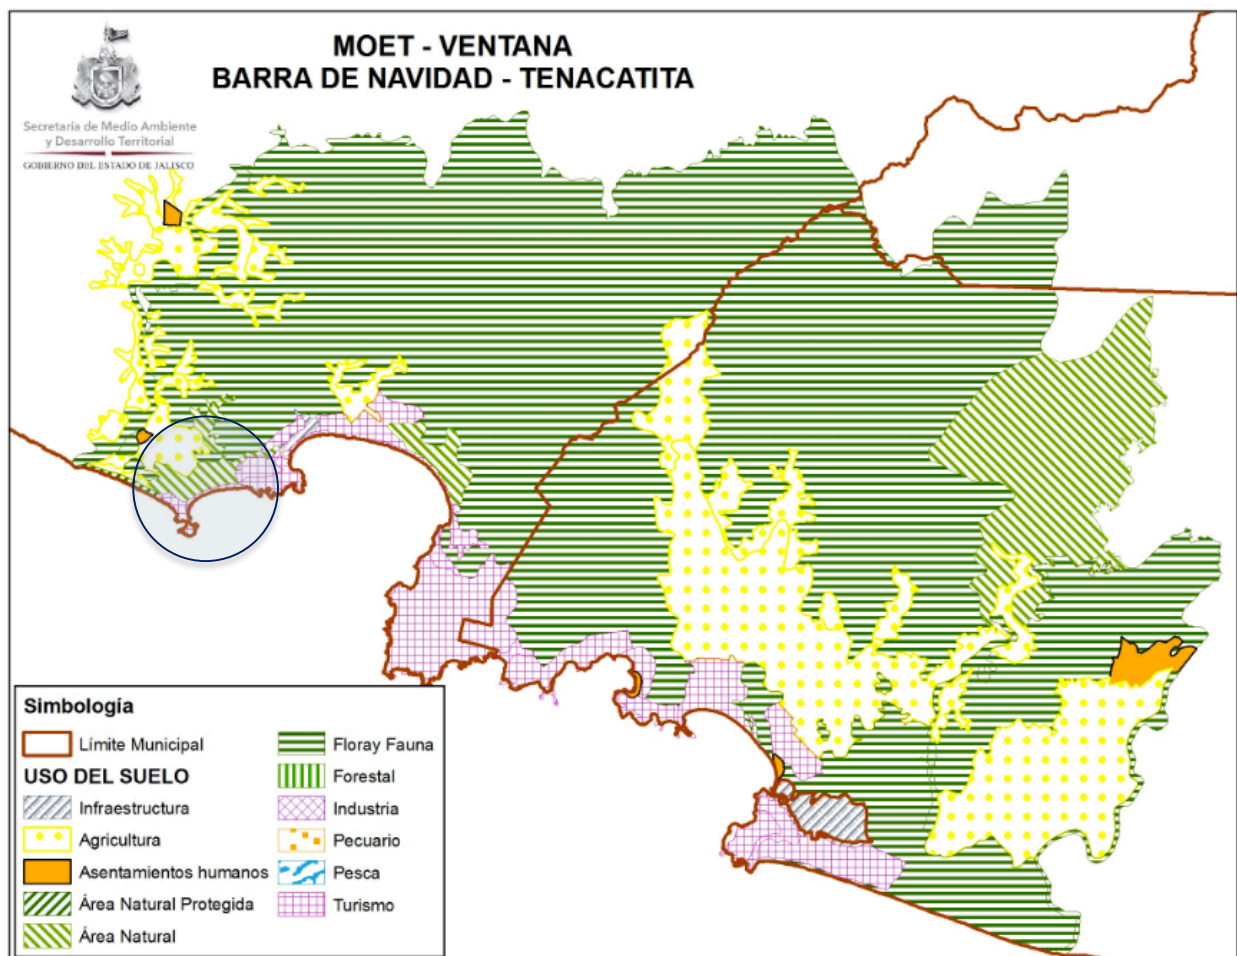 MOET - VENTANA
BARRA DE NAVIDAD - TENACATITA
Secretaría de Medio Ambiente
y Desarrollo Territorial
GOBIERNO DEL ESTADO DE JALISCO
Simbología
Límite Municipal
USO DEL SUELO
Infraestructura
Agricultura
Asentamientos humanos
Área Natural Protegida
Área Natural
Floray Fauna
Forestal
Industria
Pecuario
Pesca
Turismo